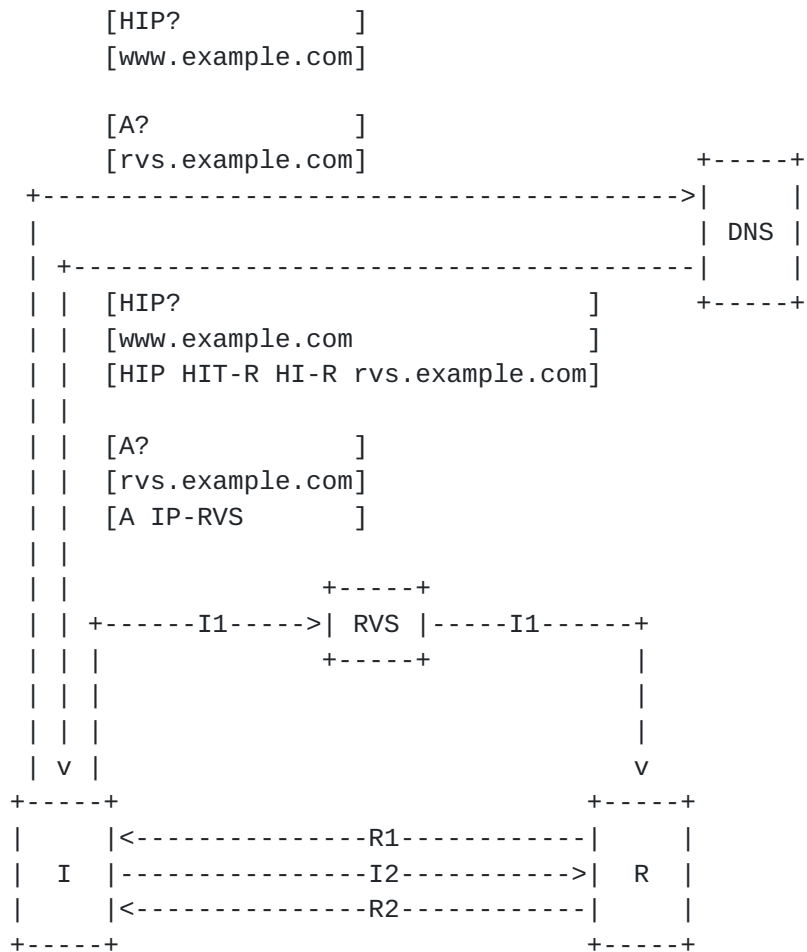 [HIP? ]
[www.example.com]
[A? ]
[rvs.example.com]
DNS
[HIP? ]
[www.example.com ]
[HIP HIT-R HI-R rvs.example.com]
[A? ]
[rvs.example.com]
[A IP-RVS ]
I1 RVS I1
R1
I I2 R
R2